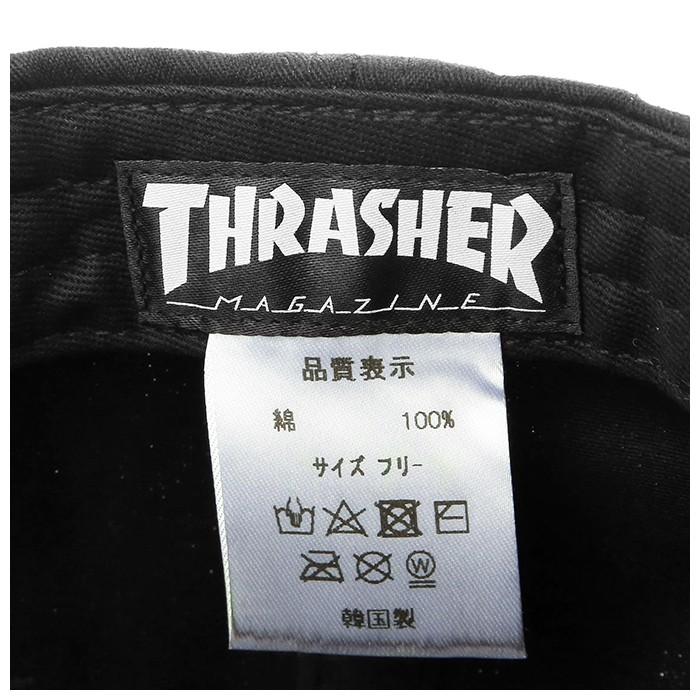 THRASHER
MAGAZINE
品質表示
綿 100%
サイズ フリー
W
韓国製